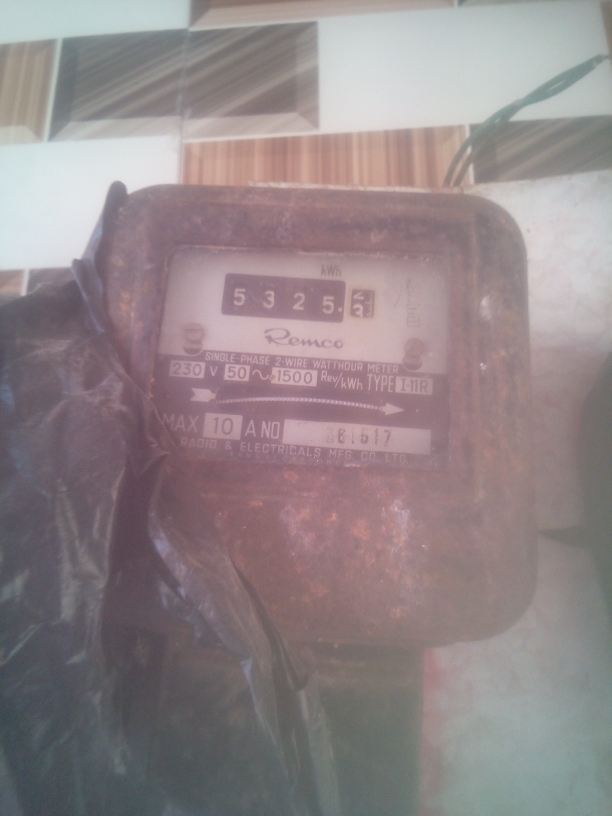 kWh
5 3 2 5.
Remco
SINGLE-PHASE 2-WIRE WATTHOUR METER
230 V 50 ~ 1500 Rev/kWh TYPE I-11R
MAX 10 A NO
RADIO & ELECTRICALS MFG. CO. LTD.